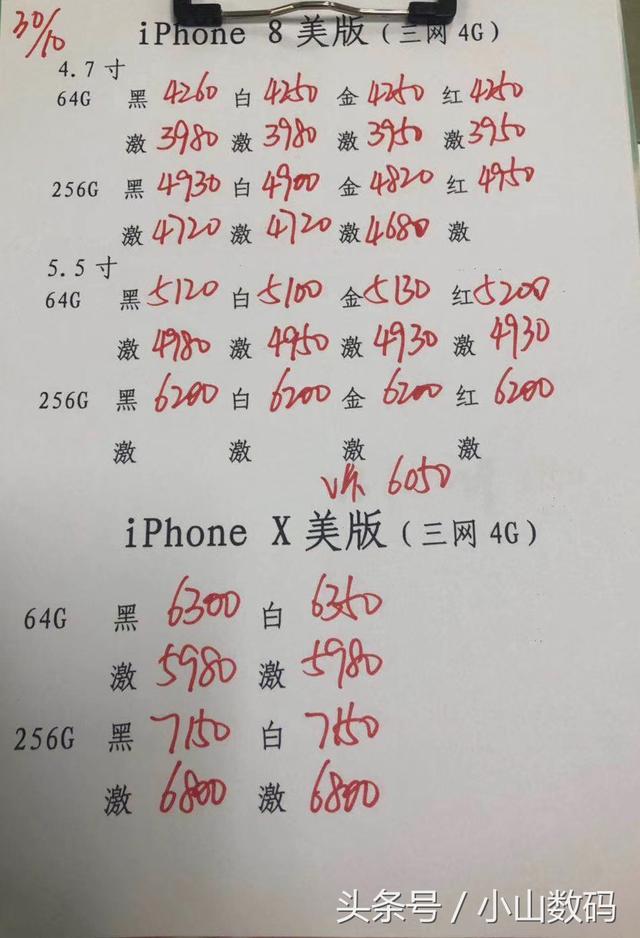 30/10
iPhone 8美版(三网4G)
4.7寸
64G 黑 4260 白 4250 金 4250 红 4250
激 3980 激 3980 激 3950 激 3950
256G 黑 4930 白 4900 金 4820 红 4950
激 4720 激 4720 激 4680 激
5.5寸
64G 黑 5120 白 5100 金 5130 红 5200
激 4980 激 4950 激 4930 激 4930
256G 黑 6200 白 6200 金 6200 红 6200
激 激 激 激
6050
iPhone X美版(三网4G)
64G 黑 6300 白 6350
激 5980 激 5980
256G 黑 7150 白 7150
激 6800 激 6800
头条号 / 小山数码